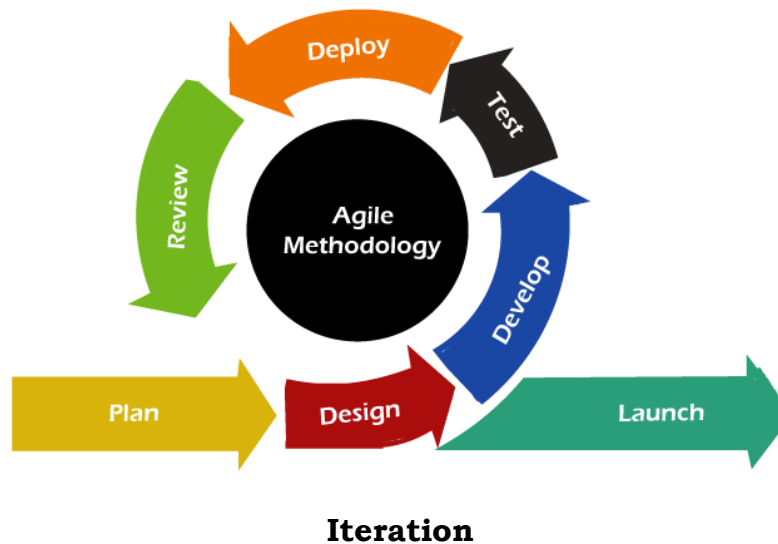 Deploy
Test
Review
Agile
Methodology
Develop
Plan
Design
Launch
Iteration